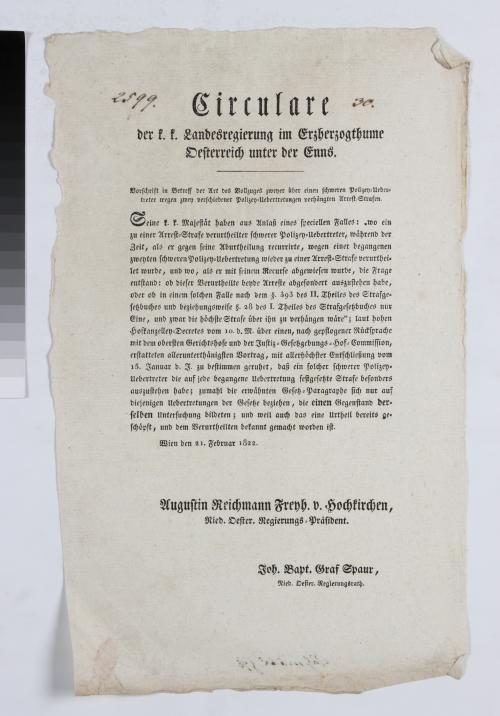 2599. Circulare 30.
der k. k. Landesregierung im Erzherzogthume
Oesterreich unter der Enns.
Vorschrift in Betreff der Art des Vollzuges zweyer über einen schweren Polizey-Ueber-
treter wegen zwey verschiedener Polizey-Uebertretungen verhängten Arrest-Strafen.
Seine k. k. Majestät haben aus Anlaß eines speciellen Falles: „wo ein
zu einer Arrest-Strafe verurtheilter schwerer Polizey-Uebertreter, während der
Zeit, als er gegen seine Aburtheilung recurrirte, wegen einer begangenen
zweyten schweren Polizey-Uebertretung wieder zu einer Arrest-Strafe verurthei-
let wurde, und wo, als er mit seinem Recurse abgewiesen wurde, die Frage
entstand: ob dieser Verurtheilte beyde Arreste abgesondert auszustehen habe,
oder ob in einem solchen Falle nach dem §. 393 des II. Theiles des Strafge-
setzbuches und beziehungsweise §. 28 des I. Theiles des Strafgesetzbuches nur
Eine, und zwar die höchste Strafe über ihn zu verhängen wäre“; laut hohen
Hofkanzelley-Decretes vom 10. d. M. über einen, nach gepflogener Rücksprache
mit dem obersten Gerichtshofe und der Justiz-Gesetzgebungs-Hof-Commission,
erstatteten allerunterthänigsten Vortrag, mit allerhöchster Entschließung vom
15. Januar d. J. zu bestimmen geruhet, daß ein solcher schwerer Polizey-
Uebertreter die auf jede begangene Uebertretung festgesetzte Strafe besonders
auszustehen habe; zumahl die erwähnten Gesetz-Paragraphe sich nur auf
diejenigen Uebertretungen der Gesetze beziehen, die einen Gegenstand der-
selben Untersuchung bildeten; und weil auch das eine Urtheil bereits ge-
schöpft, und dem Verurtheilten bekannt gemacht worden ist.
Wien den 21. Februar 1822.
Augustin Reichmann Freyh. v. Hochkirchen,
Nied. Oester. Regierungs-Präsident.
Joh. Bapt. Graf Spaur,
Nied. Oester. Regierungsrath.